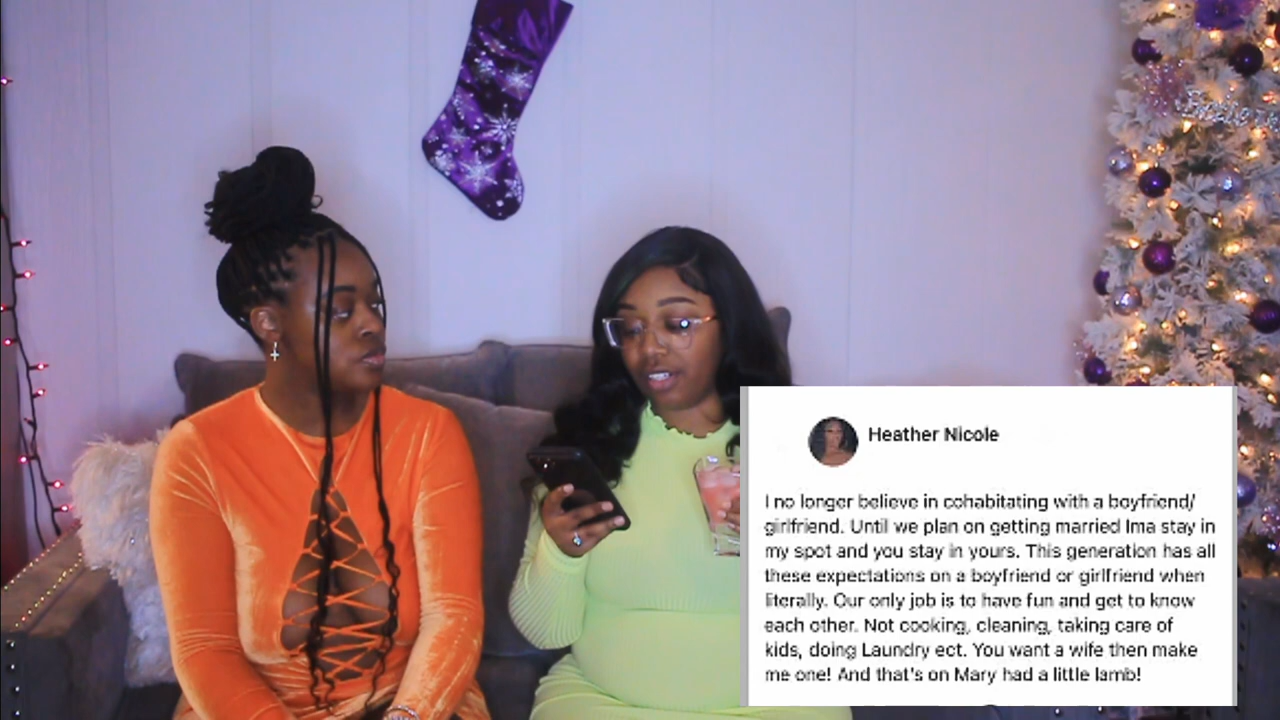 Heather Nicole
I no longer believe in cohabitating with a boyfriend/
girlfriend. Until we plan on getting married Ima stay in
my spot and you stay in yours. This generation has all
these expectations on a boyfriend or girlfriend when
literally. Our only job is to have fun and get to know
each other. Not cooking, cleaning, taking care of
kids, doing Laundry ect. You want a wife then make
me one! And that's on Mary had a little lamb!